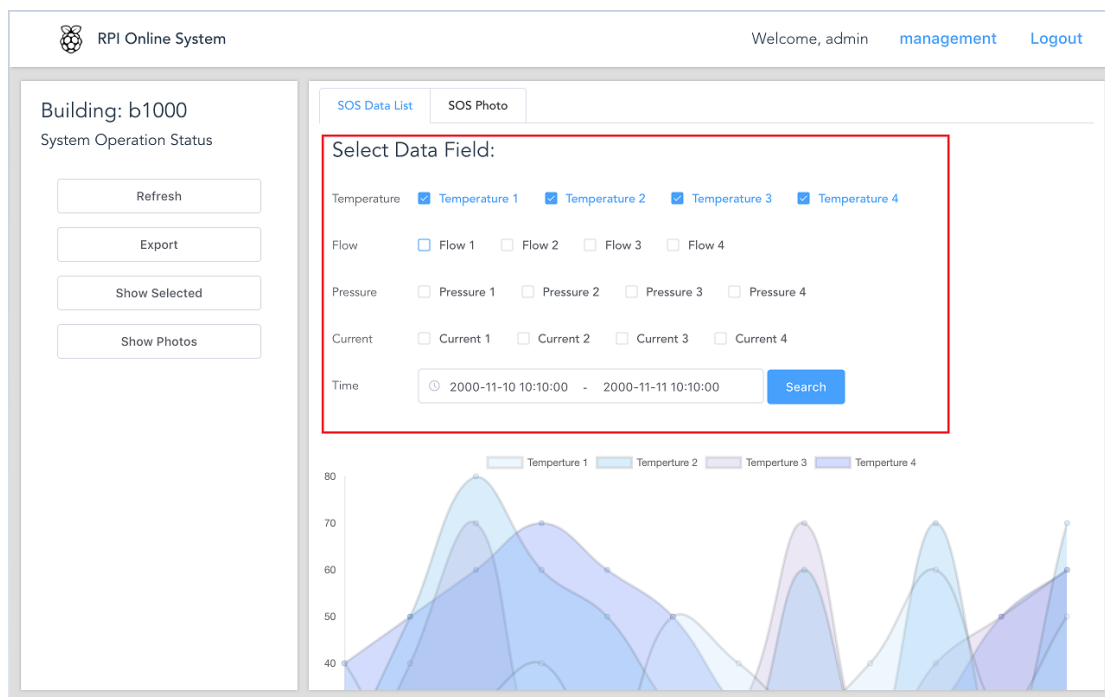 RPI Online System
Welcome, admin management Logout
Building: b1000
System Operation Status
Refresh
Export
Show Selected
Show Photos
SOS Data List SOS Photo
Select Data Field:
Temperature Temperature 1 Temperature 2 Temperature 3 Temperature 4
Flow Flow 1 Flow 2 Flow 3 Flow 4
Pressure Pressure 1 Pressure 2 Pressure 3 Pressure 4
Current Current 1 Current 2 Current 3 Current 4
Time 2000-11-10 10:10:00 - 2000-11-11 10:10:00 Search
Temperture 1 Temperture 2 Temperture 3 Temperture 4
80
70
60
50
40